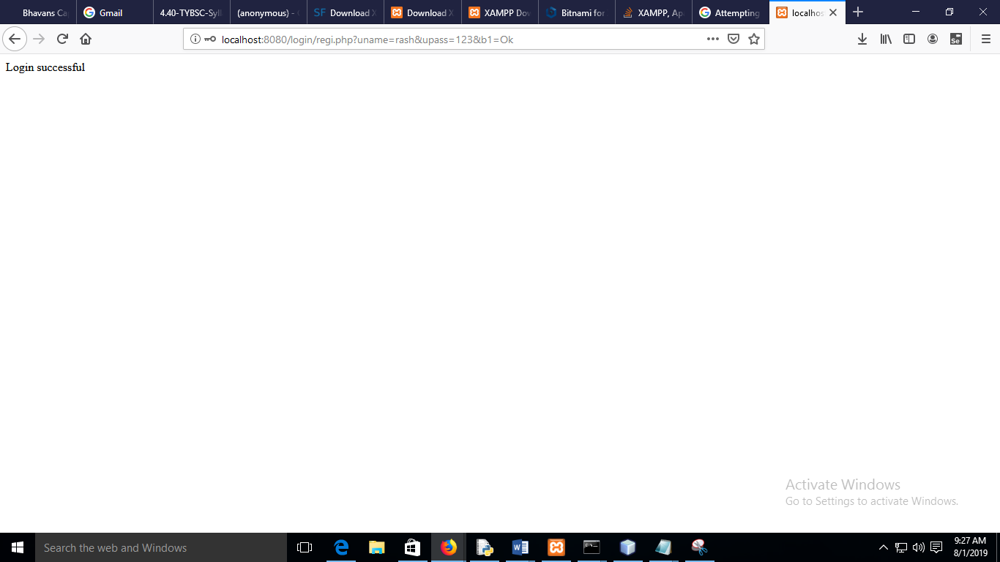 Bhavans Ca
Gmail
4.40-TYBSC-Syll
(anonymous) -
Download X
Download X
XAMPP Dow
Bitnami for
XAMPP, Ap
Attempting
localhos
localhost:8080/login/regi.php?uname=rash&upass=123&b1=Ok
Se
Login successful
Activate Windows
Go to Settings to activate Windows.
Search the web and Windows
9:27 AM
8/1/2019